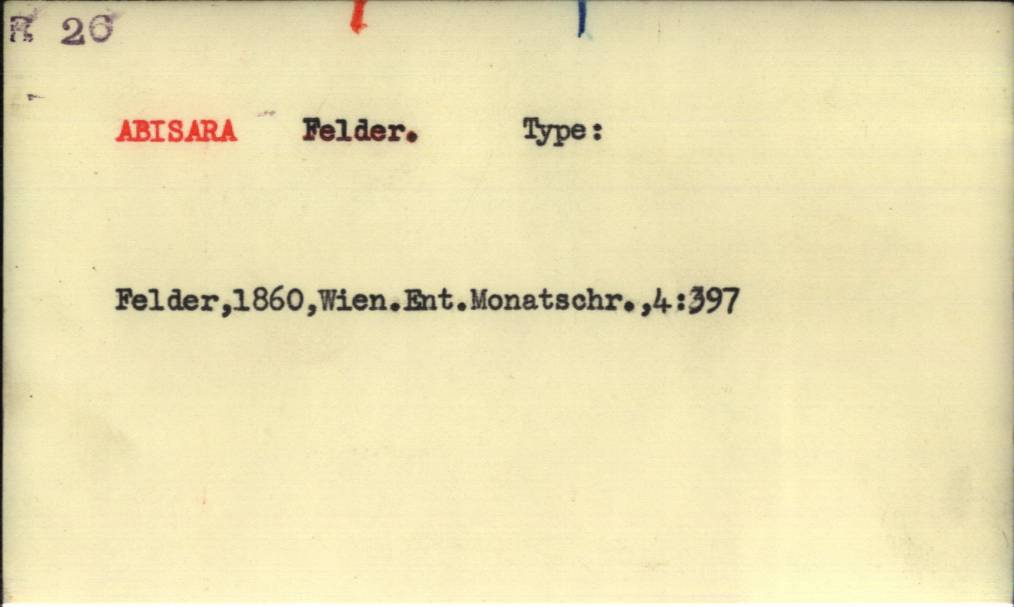 R 26
ABISARA Felder. Type:
Felder,1860,Wien.Ent.Monatschr.,4:397